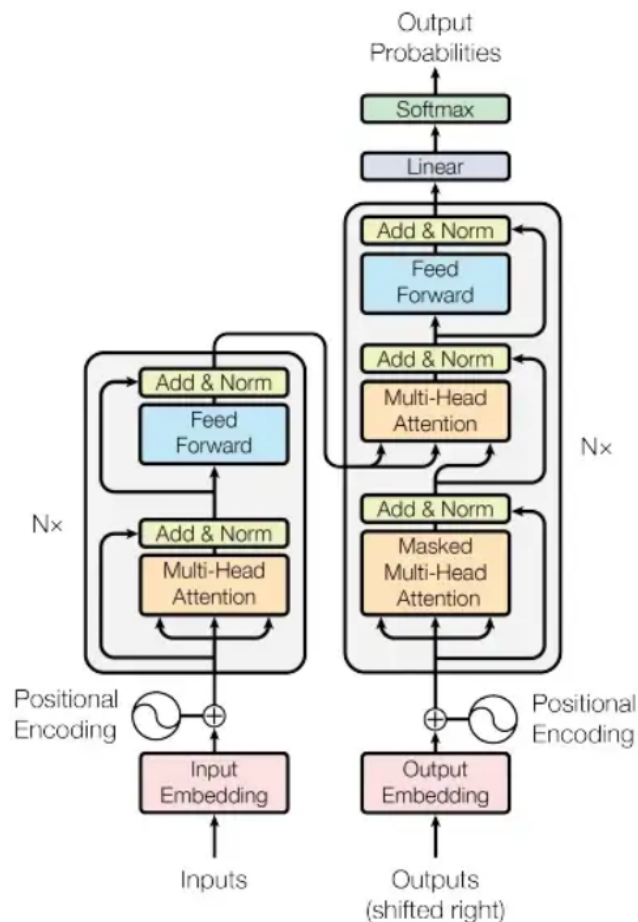 Output
Probabilities
Softmax
Linear
Add & Norm
Feed
Forward
Add & Norm
Multi-Head
Attention
Add & Norm
Masked
Multi-Head
Attention
N×
Add & Norm
Feed
Forward
Add & Norm
Multi-Head
Attention
N×
Positional
Encoding
Positional
Encoding
Input
Embedding
Output
Embedding
Inputs
Outputs
(shifted right)